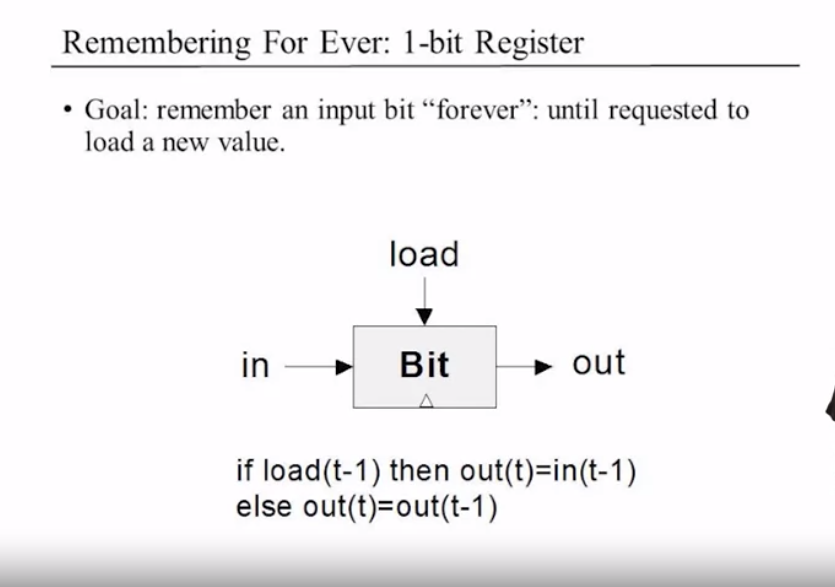 Remembering For Ever: 1-bit Register
• Goal: remember an input bit “forever”: until requested to
load a new value.
load
in
Bit
out
if load(t-1) then out(t)=in(t-1)
else out(t)=out(t-1)